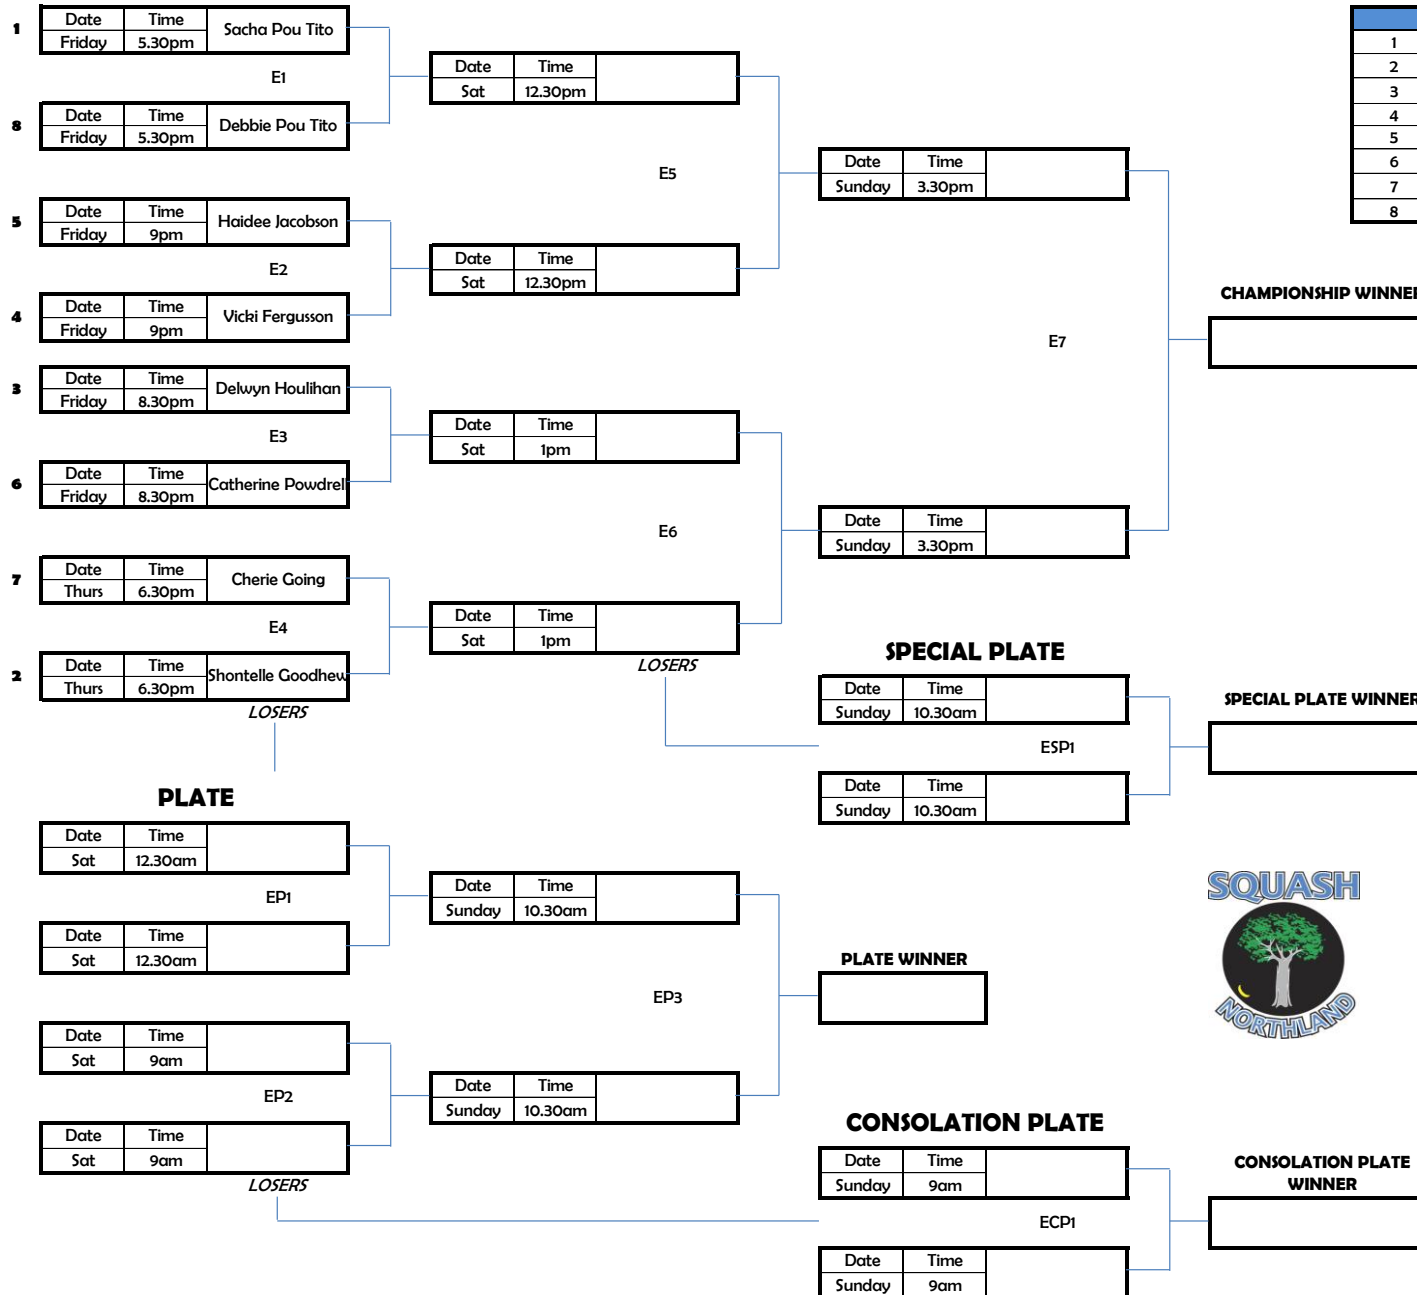 1 Date Time Sacha Pou Tito
Friday 5.30pm
E1
8 Date Time Debbie Pou Tito
Friday 5.30pm
5 Date Time Haidee Jacobson
Friday 9pm
E2
4 Date Time Vicki Fergusson
Friday 9pm
3 Date Time Delwyn Houlihan
Friday 8.30pm
E3
6 Date Time Catherine Powdrell
Friday 8.30pm
7 Date Time Cherie Going
Thurs 6.30pm
E4
2 Date Time Shontelle Goodhew
Thurs 6.30pm
LOSERS
Date Time
Sat 12.30pm
E5
Date Time
Sat 12.30pm
Date Time
Sat 1pm
E6
Date Time
Sat 1pm
LOSERS
Date Time
Sunday 3.30pm
E7
Date Time
Sunday 3.30pm
1
2
3
4
5
6
7
8
CHAMPIONSHIP WINNER
SPECIAL PLATE
Date Time
Sunday 10.30am
ESP1
Date Time
Sunday 10.30am
SPECIAL PLATE WINNER
PLATE
Date Time
Sat 12.30am
EP1
Date Time
Sat 12.30am
Date Time
Sat 9am
EP2
Date Time
Sat 9am
LOSERS
Date Time
Sunday 10.30am
EP3
Date Time
Sunday 10.30am
PLATE WINNER
SQUASH
NORTHLAND
CONSOLATION PLATE
Date Time
Sunday 9am
ECP1
Date Time
Sunday 9am
CONSOLATION PLATE
WINNER